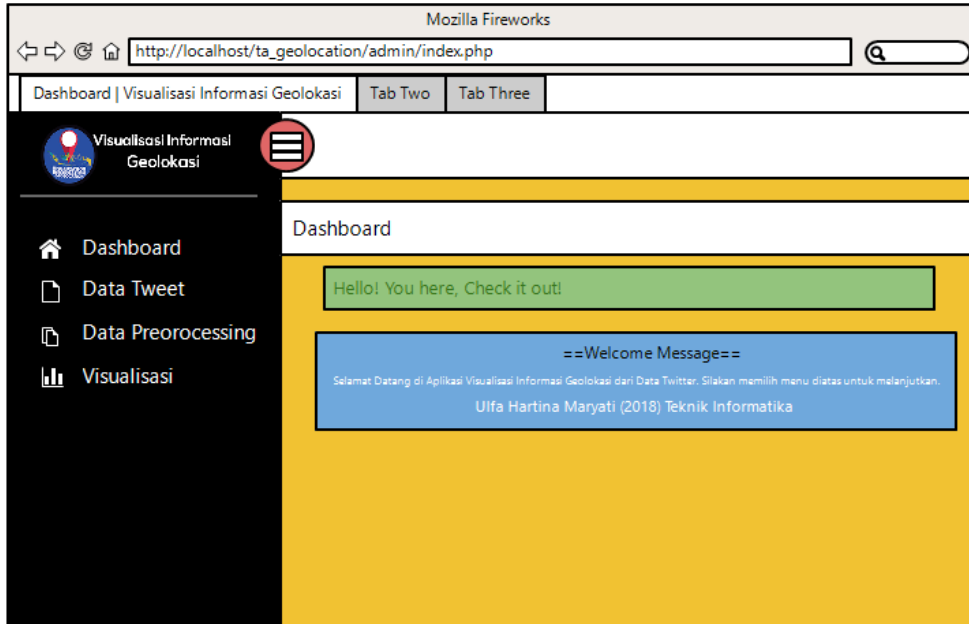 Mozilla Fireworks
http://localhost/ta_geolocation/admin/index.php
Dashboard | Visualisasi Informasi Geolokasi
Tab Two
Tab Three
Visualisasi Informasi
Geolokasi
Dashboard
Data Tweet
Data Preorocessing
Visualisasi
Dashboard
Hello! You here, Check it out!
==Welcome Message==
Selamat Datang di Aplikasi Visualisasi Informasi Geolokasi dari Data Twitter. Silakan memilih menu diatas untuk melanjutkan.
Ulfa Hartina Maryati (2018) Teknik Informatika